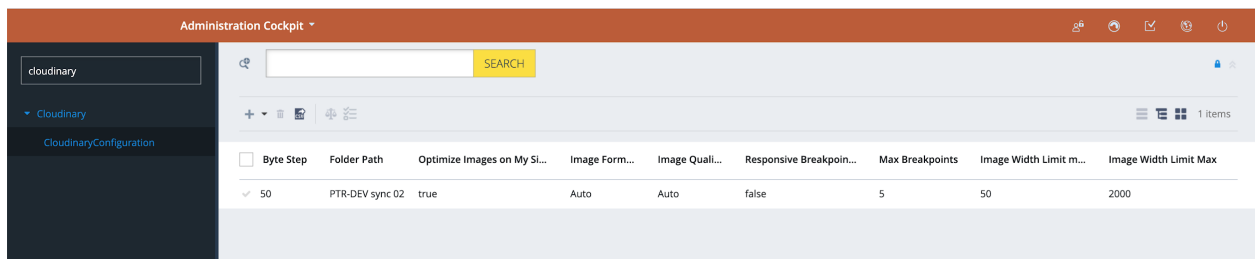 Administration Cockpit
cloudinary
SEARCH
Cloudinary
CloudinaryConfiguration
1 items
Byte Step Folder Path Optimize Images on My Si... Image Form... Image Quali... Responsive Breakpoin... Max Breakpoints Image Width Limit m... Image Width Limit Max
50 PTR-DEV sync 02 true Auto Auto false 5 50 2000